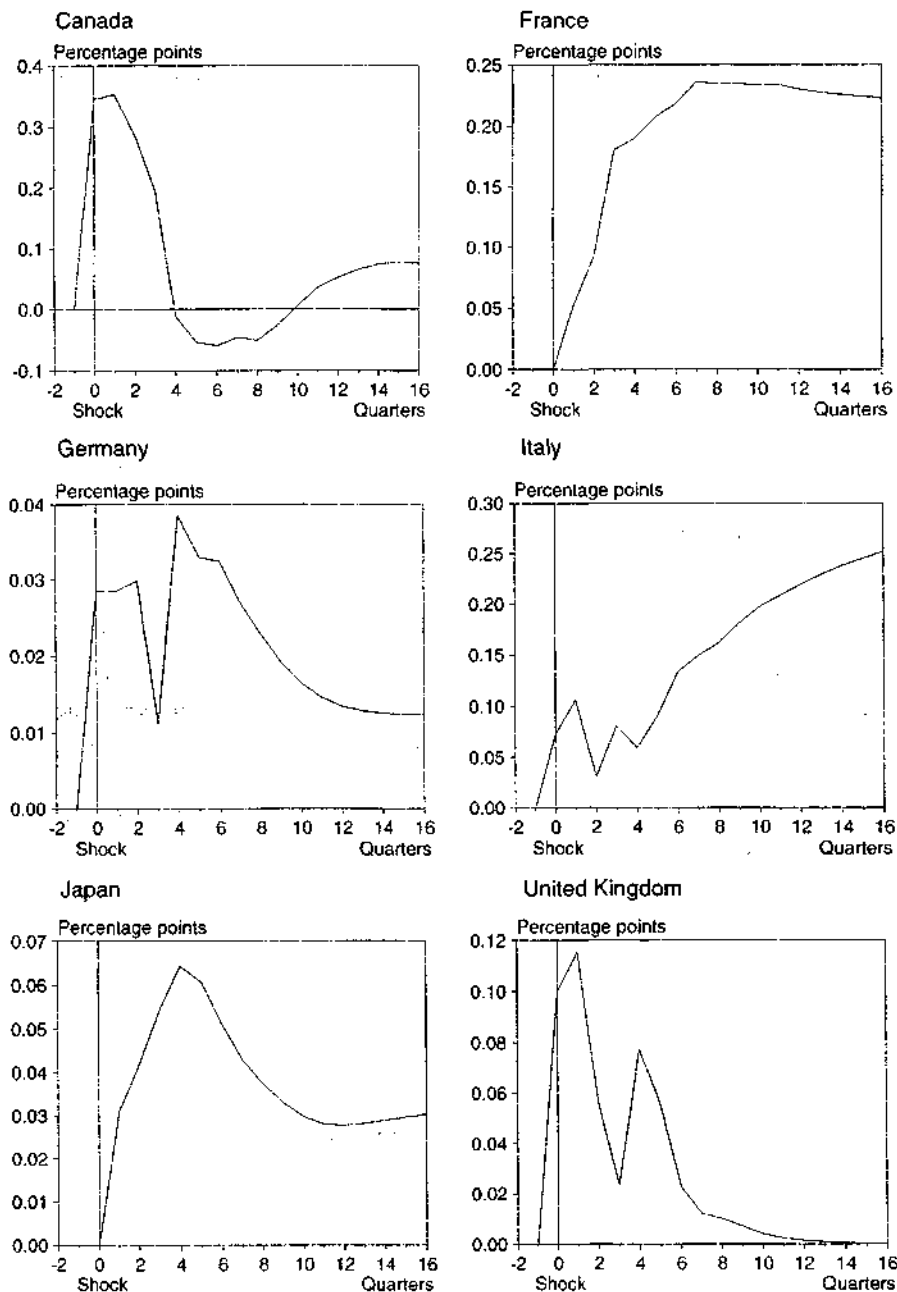 Canada
Percentage points
0.4
0.3
0.2
0.1
0.0
-0.1
-2 0 2 4 6 8 10 12 14 16
Shock Quarters
France
Percentage points
0.25
0.20
0.15
0.10
0.05
0.00
-2 0 2 4 6 8 10 12 14 16
Shock Quarters
Germany
Percentage points
0.04
0.03
0.02
0.01
0.00
-2 0 2 4 6 8 10 12 14 16
Shock Quarters
Italy
Percentage points
0.30
0.25
0.20
0.15
0.10
0.05
0.00
-2 0 2 4 6 8 10 12 14 16
Shock Quarters
Japan
Percentage points
0.07
0.06
0.05
0.04
0.03
0.02
0.01
0.00
-2 0 2 4 6 8 10 12 14 16
Shock Quarters
United Kingdom
Percentage points
0.12
0.10
0.08
0.06
0.04
0.02
0.00
-2 0 2 4 6 8 10 12 14 16
Shock Quarters